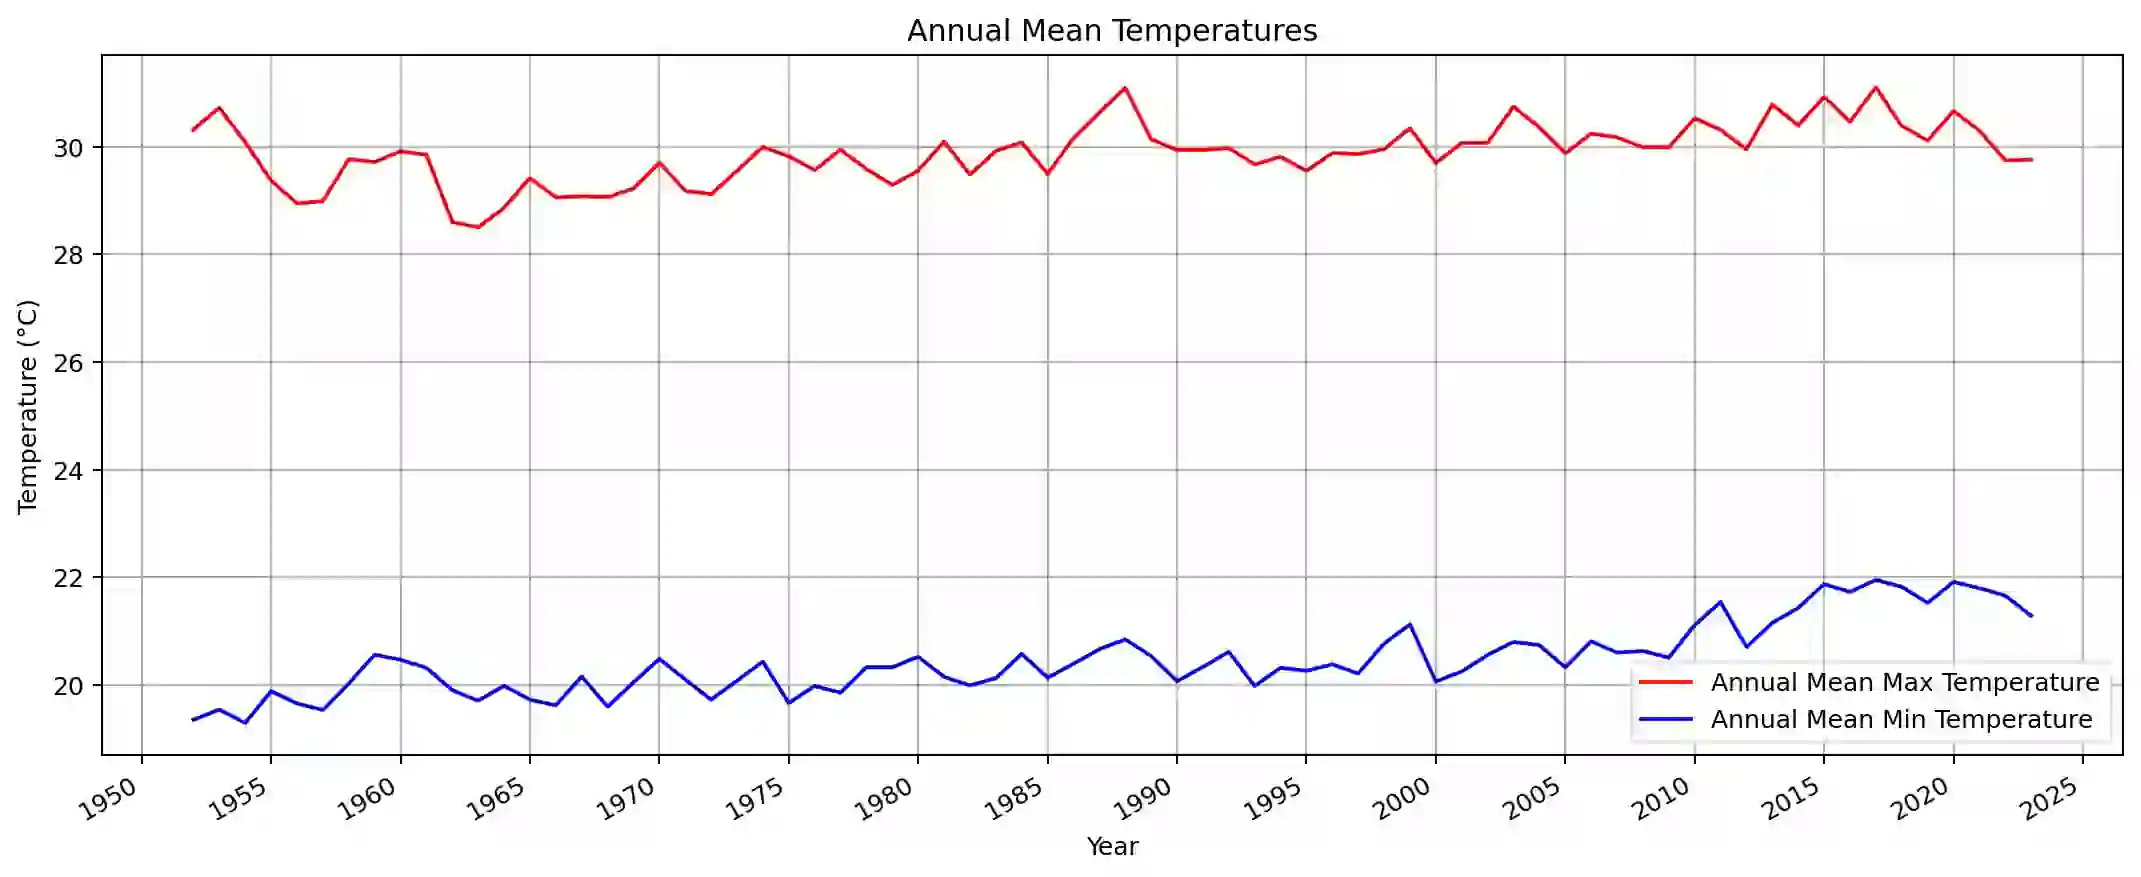 Annual Mean Temperatures
30
28
26
24
22
20
Temperature (°C)
Annual Mean Max Temperature
Annual Mean Min Temperature
1950 1955 1960 1965 1970 1975 1980 1985 1990 1995 2000 2005 2010 2015 2020 2025
Year